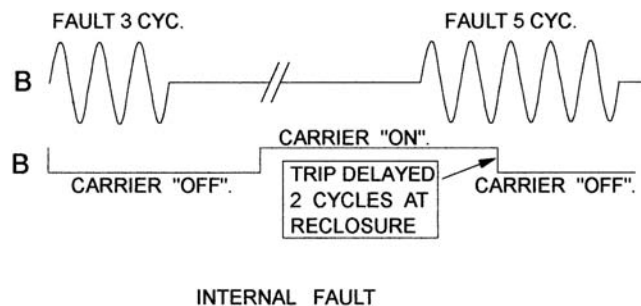 FAULT 3 CYC.
FAULT 5 CYC.
B
B
CARRIER "ON".
CARRIER "OFF".
TRIP DELAYED
2 CYCLES AT
RECLOSURE
CARRIER "OFF".
INTERNAL FAULT